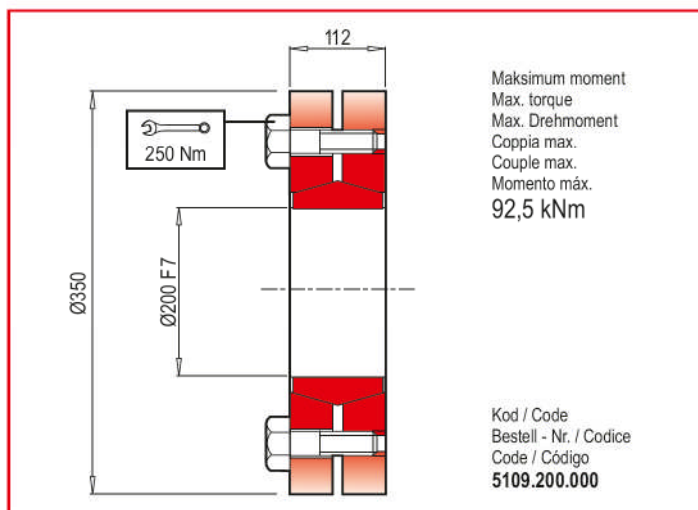 112
Maksimum moment
Max. torque
Max. Drehmoment
Coppia max.
Couple max.
Momento máx.
92,5 kNm
250 Nm
Ø350
Ø200 F7
Kod / Code
Bestell - Nr. / Codice
Code / Código
5109.200.000